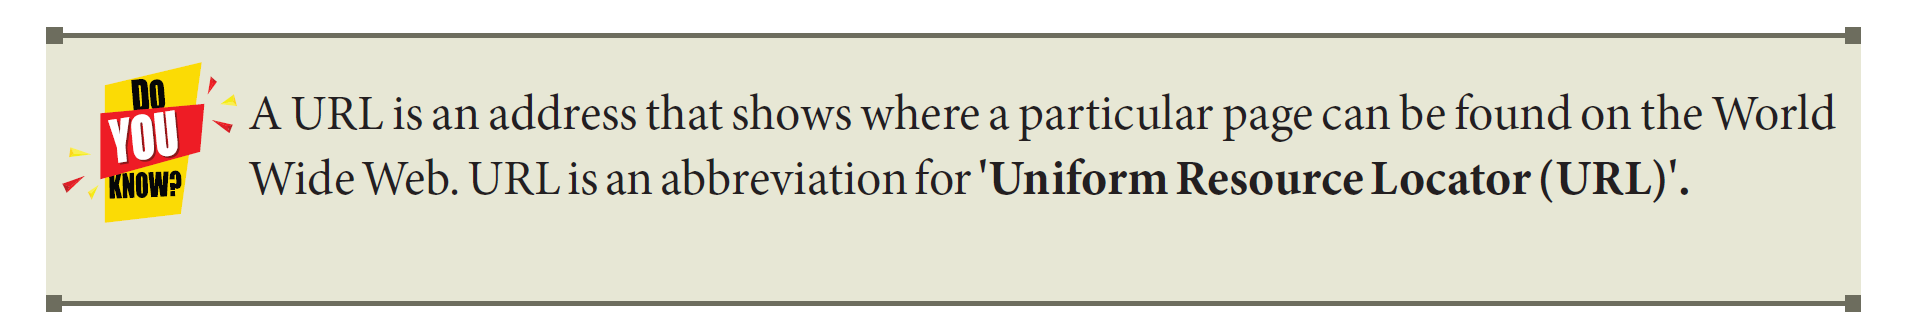 DO
YOU
KNOW?
A URL is an address that shows where a particular page can be found on the World
Wide Web. URL is an abbreviation for 'Uniform Resource Locator (URL)'.